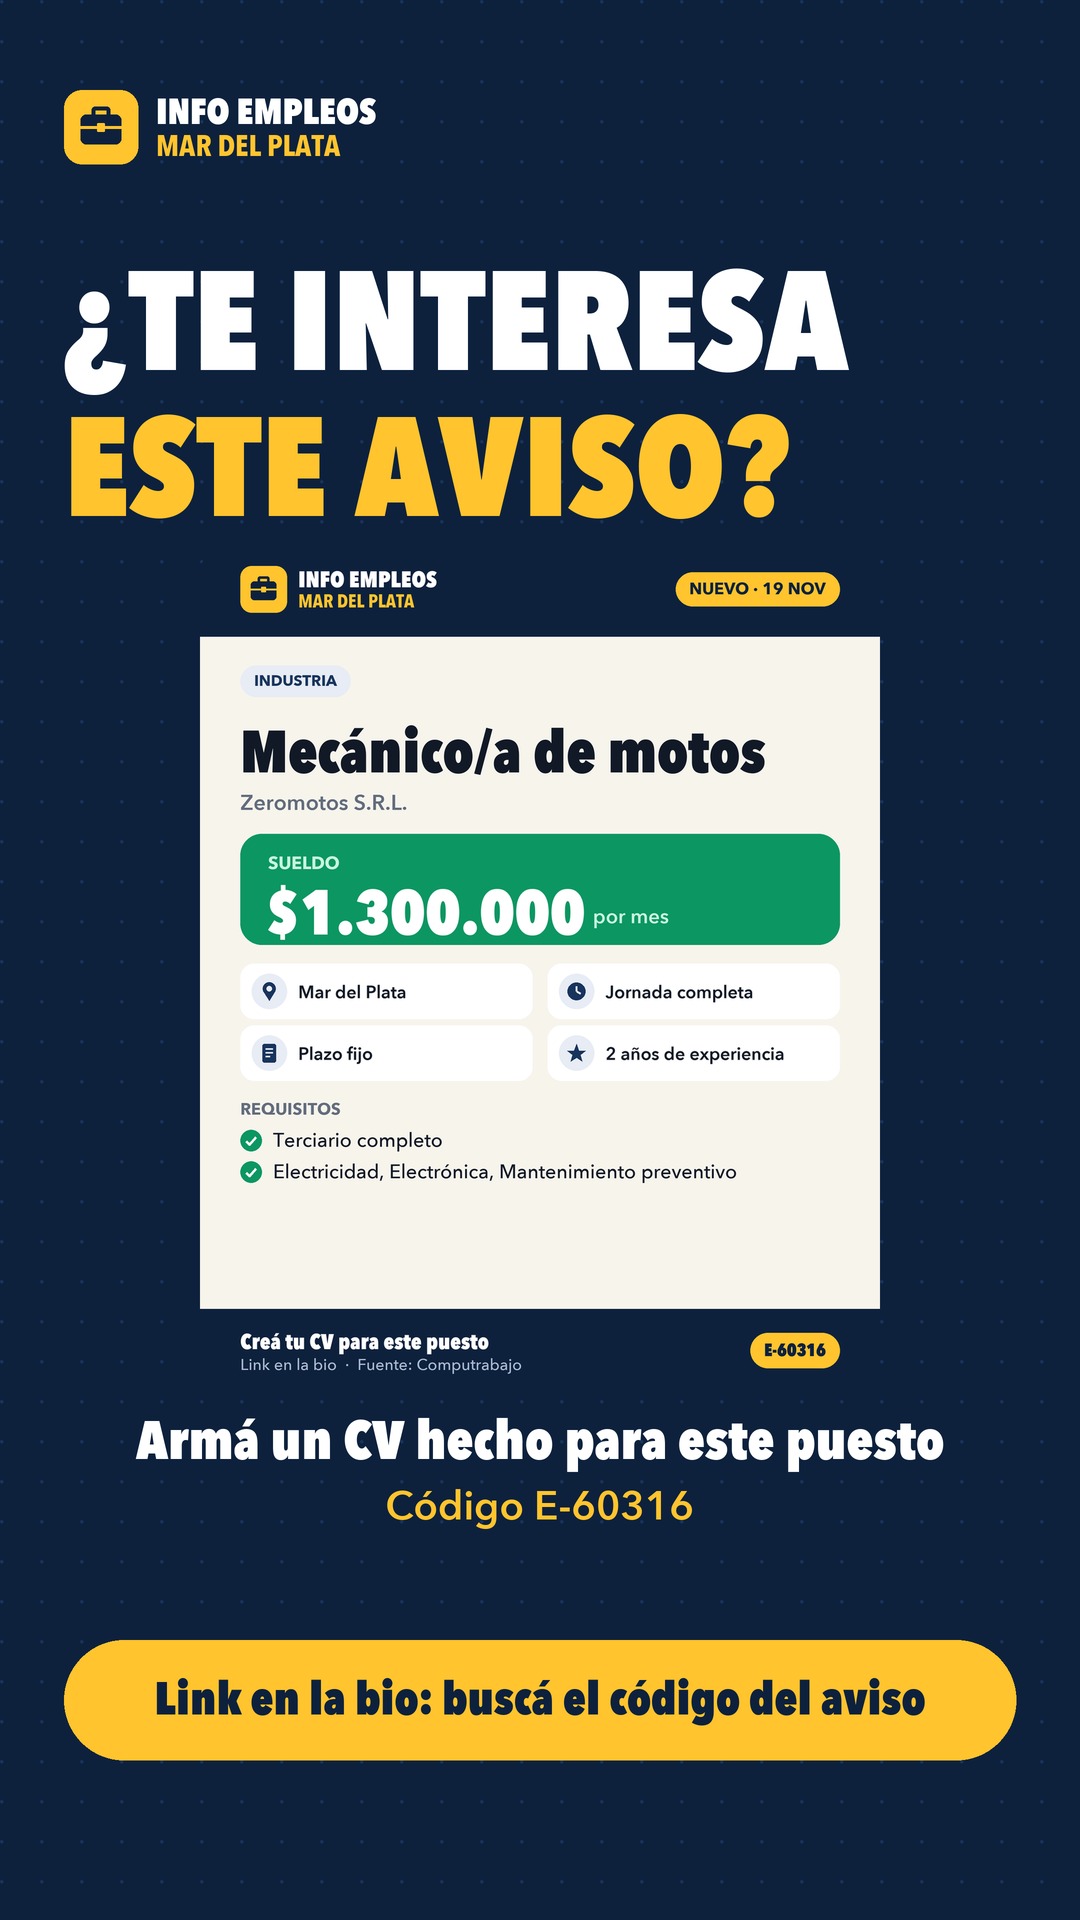 INFO EMPLEOS
MAR DEL PLATA
¿TE INTERESA
ESTE AVISO?
INFO EMPLEOS
MAR DEL PLATA
NUEVO · 19 NOV
INDUSTRIA
Mecánico/a de motos
Zeromotos S.R.L.
SUELDO
$1.300.000 por mes
Mar del Plata
Jornada completa
Plazo fijo
2 años de experiencia
REQUISITOS
Terciario completo
Electricidad, Electrónica, Mantenimiento preventivo
Creá tu CV para este puesto
Link en la bio · Fuente: Computrabajo
E-60316
Armá un CV hecho para este puesto
Código E-60316
Link en la bio: buscá el código del aviso